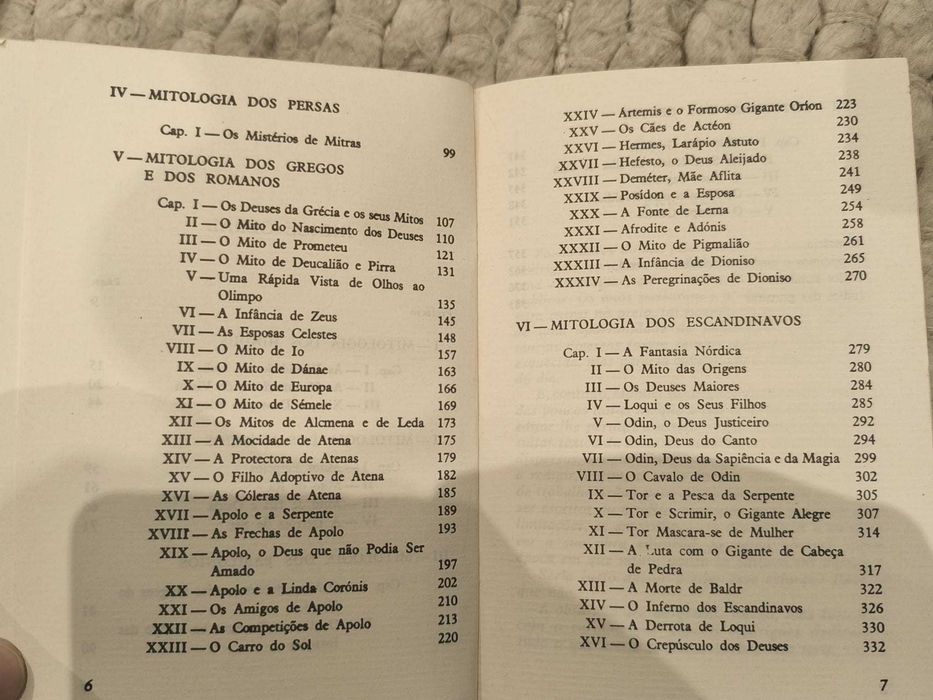 IV — MITOLOGIA DOS PERSAS
Cap. I — Os Mistérios de Mitras 99
V — MITOLOGIA DOS GREGOS
E DOS ROMANOS
Cap. I — Os Deuses da Grécia e os seus Mitos 107
II — O Mito do Nascimento dos Deuses 110
III — O Mito de Prometeu 121
IV — O Mito de Deucalião e Pirra 131
V — Uma Rápida Vista de Olhos ao
Olimpo 135
VI — A Infância de Zeus 145
VII — As Esposas Celestes 148
VIII — O Mito de Io 157
IX — O Mito de Dánae 163
X — O Mito de Europa 166
XI — O Mito de Sémele 169
XII — Os Mitos de Alcmena e de Leda 173
XIII — A Mocidade de Atena 175
XIV — A Protectora de Atenas 179
XV — O Filho Adoptivo de Atena 182
XVI — As Cóleras de Atena 185
XVII — Apolo e a Serpente 189
XVIII — As Frechas de Apolo 193
XIX — Apolo, o Deus que não Podia Ser
Amado 197
XX — Apolo e a Linda Corónis 202
XXI — Os Amigos de Apolo 210
XXII — As Competições de Apolo 213
XXIII — O Carro do Sol 220
6
XXIV — Ártemis e o Formoso Gigante Oríon 223
XXV — Os Cães de Actéon 230
XXVI — Hermes, Larápio Astuto 234
XXVII — Hefesto, o Deus Aleijado 238
XXVIII — Deméter, Mãe Aflita 241
XXIX — Posídon e a Esposa 249
XXX — A Fonte de Lerna 254
XXXI — Afrodite e Adónis 258
XXXII — O Mito de Pigmalião 261
XXXIII — A Infância de Dioniso 265
XXXIV — As Peregrinações de Dioniso 270
VI — MITOLOGIA DOS ESCANDINAVOS
Cap. I — A Fantasia Nórdica 279
II — O Mito das Origens 280
III — Os Deuses Maiores 284
IV — Loqui e os Seus Filhos 285
V — Odin, o Deus Justiceiro 292
VI — Odin, Deus do Canto 294
VII — Odin, Deus da Sapiência e da Magia 299
VIII — O Cavalo de Odin 302
IX — Tor e a Pesca da Serpente 305
X — Tor e Scrimir, o Gigante Alegre 307
XI — Tor Mascara-se de Mulher 314
XII — A Luta com o Gigante de Cabeça
de Pedra 317
XIII — A Morte de Baldr 322
XIV — O Inferno dos Escandinavos 326
XV — A Derrota de Loqui 330
XVI — O Crepúsculo dos Deuses 332
7